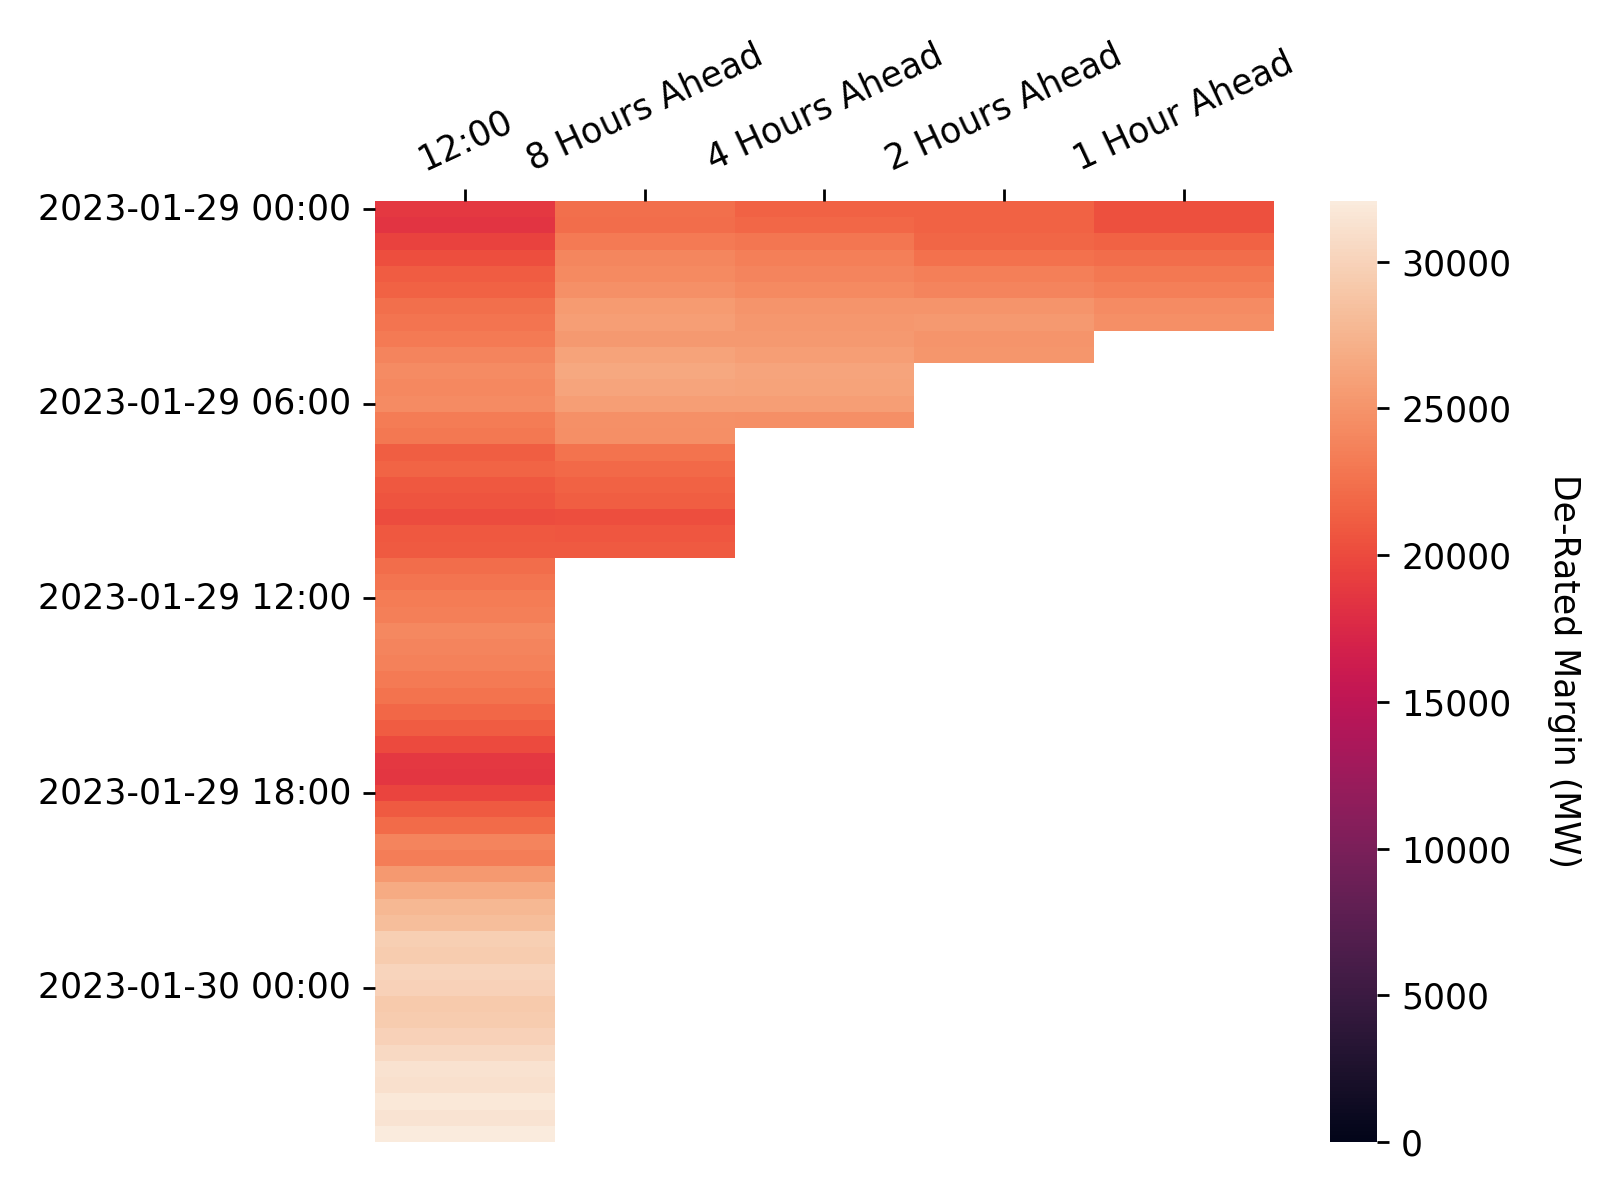 12:00
8 Hours Ahead
4 Hours Ahead
2 Hours Ahead
1 Hour Ahead
2023-01-29 00:00
2023-01-29 06:00
2023-01-29 12:00
2023-01-29 18:00
2023-01-30 00:00
30000
25000
20000
15000
10000
5000
0
De-Rated Margin (MW)